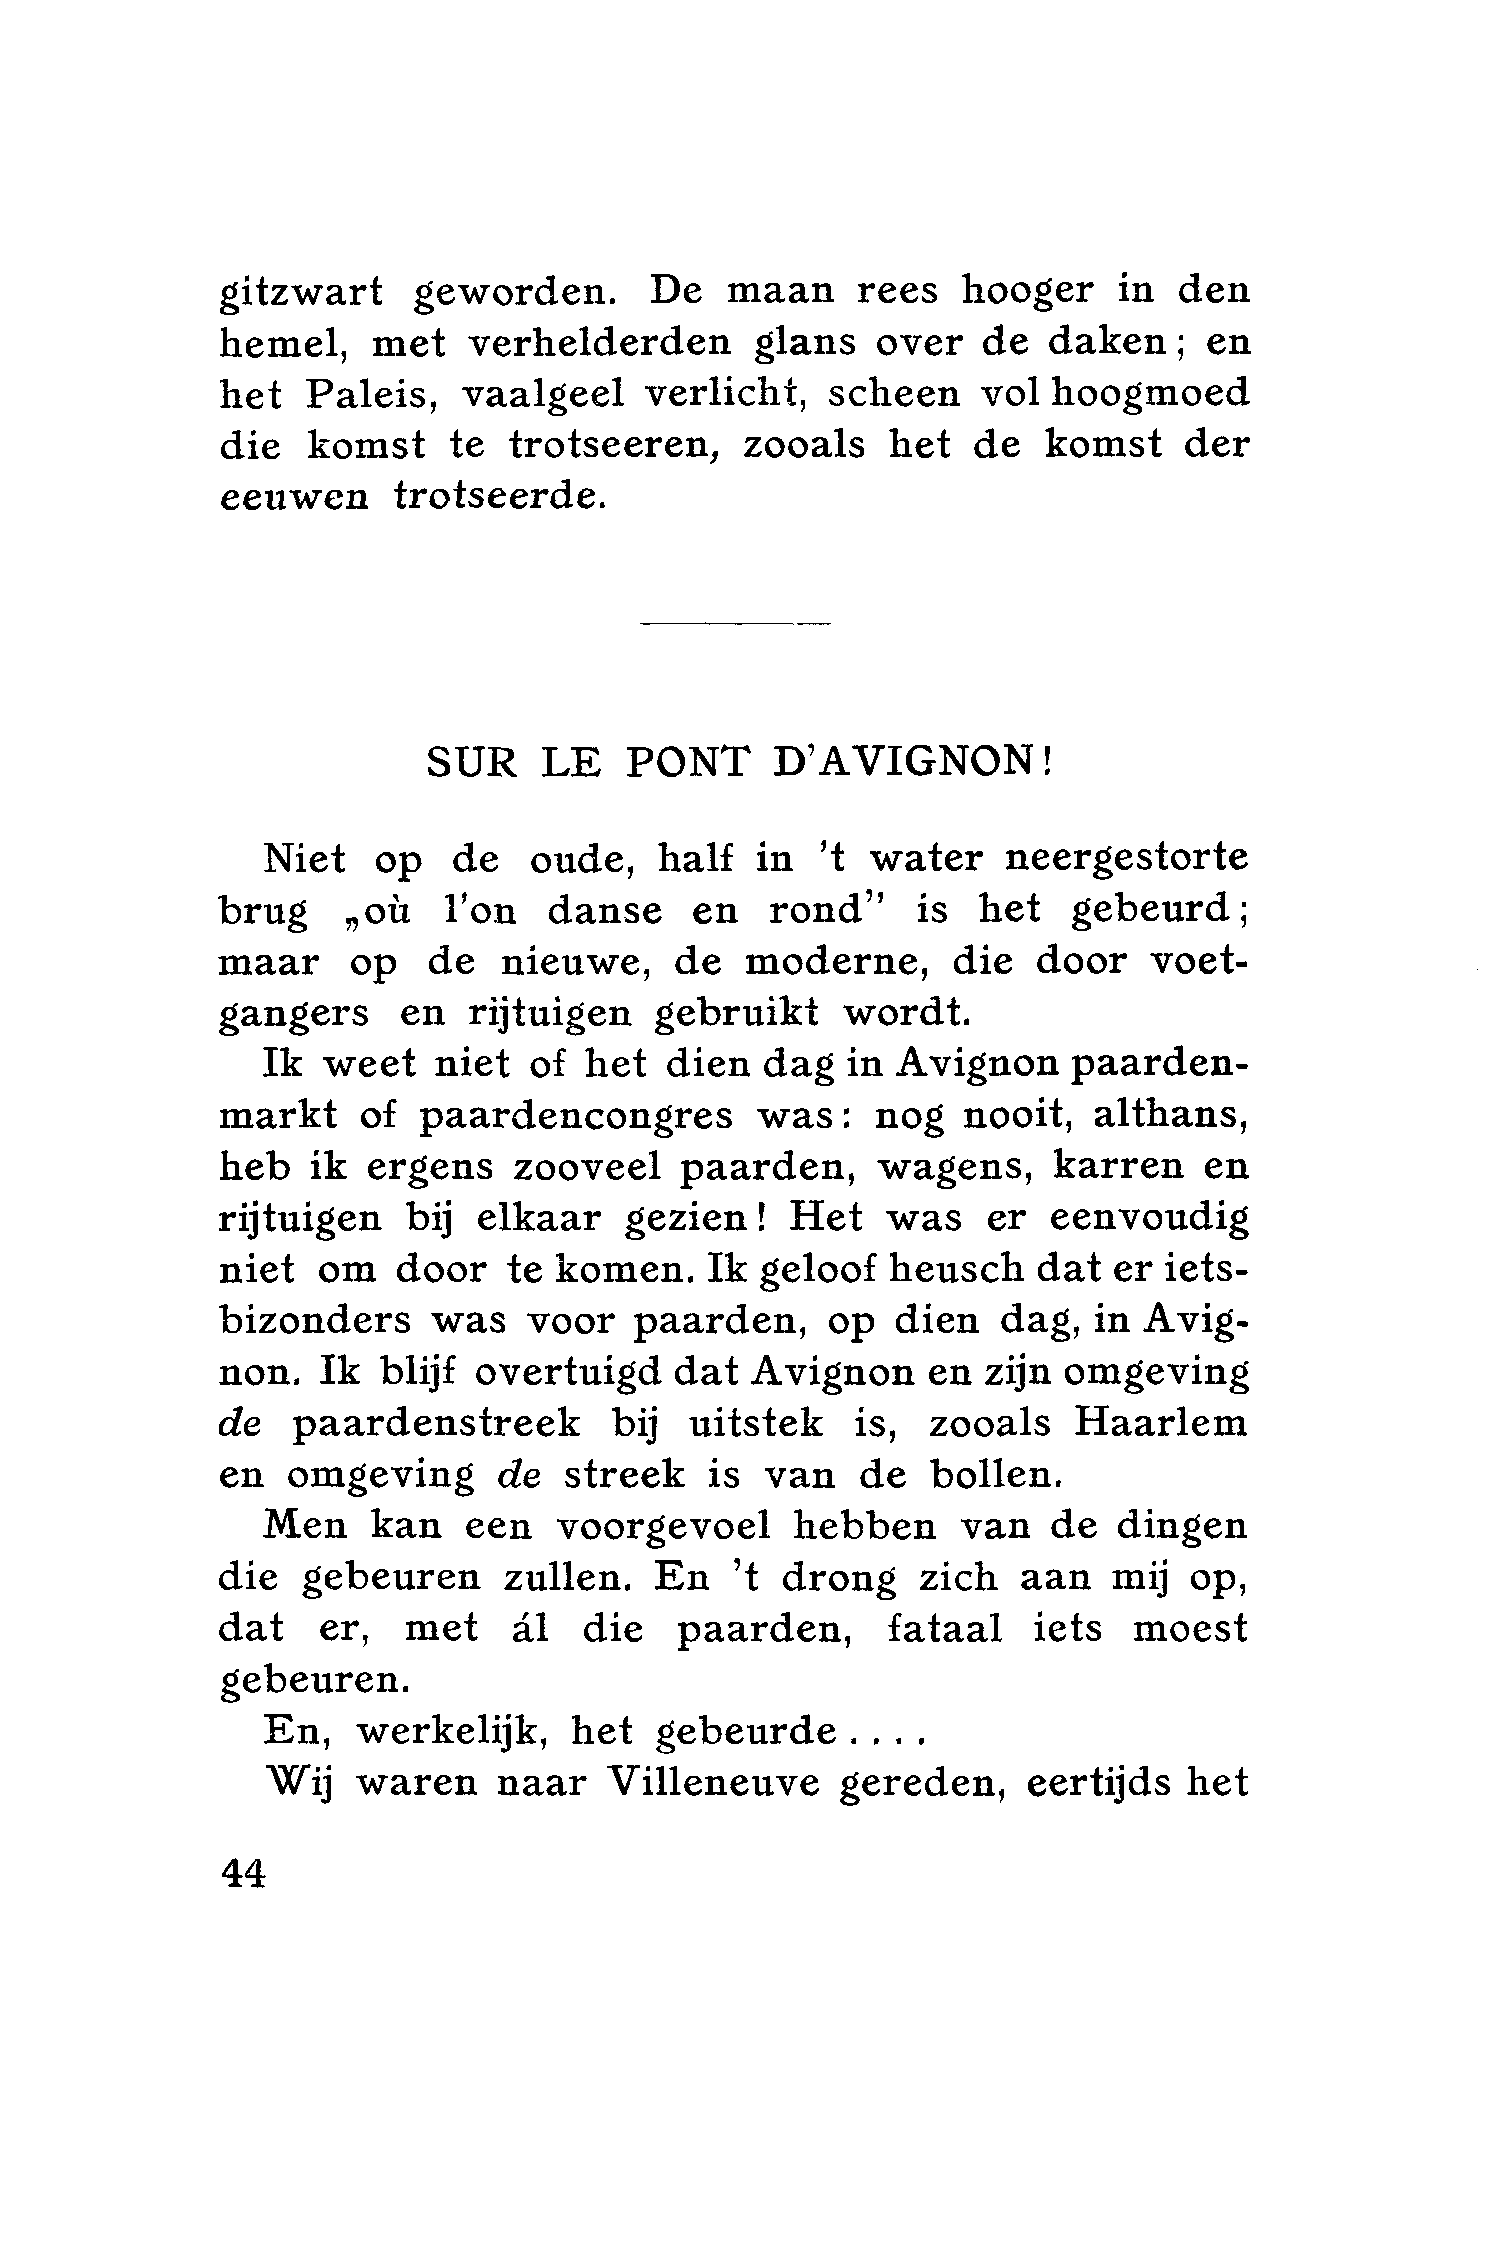 gitzwart geworden. De maan rees hooger in den
hemel, met verhelderden glans over de daken; en
het Paleis, vaalgeel verlicht, scheen vol hoogmoed
die komst te trotseeren, zooals het de komst der
eeuwen trotseerde.
SUR LE PONT D'AVIGNON!
Niet op de oude, half in 't water neergestorte
brug „où l'on danse en rond” is het gebeurd;
maar op de nieuwe, de moderne, die door voet-
gangers en rijtuigen gebruikt wordt.
Ik weet niet of het dien dag in Avignon paarden-
markt of paardencongres was: nog nooit, althans,
heb ik ergens zooveel paarden, wagens, karren en
rijtuigen bij elkaar gezien! Het was er eenvoudig
niet om door te komen. Ik geloof heusch dat er iets-
bizonders was voor paarden, op dien dag, in Avig-
non. Ik blijf overtuigd dat Avignon en zijn omgeving
de paardenstreek bij uitstek is, zooals Haarlem
en omgeving de streek is van de bollen.
Men kan een voorgevoel hebben van de dingen
die gebeuren zullen. En 't drong zich aan mij op,
dat er, met ál die paarden, fataal iets moest
gebeuren.
En, werkelijk, het gebeurde....
Wij waren naar Villeneuve gereden, eertijds het
44